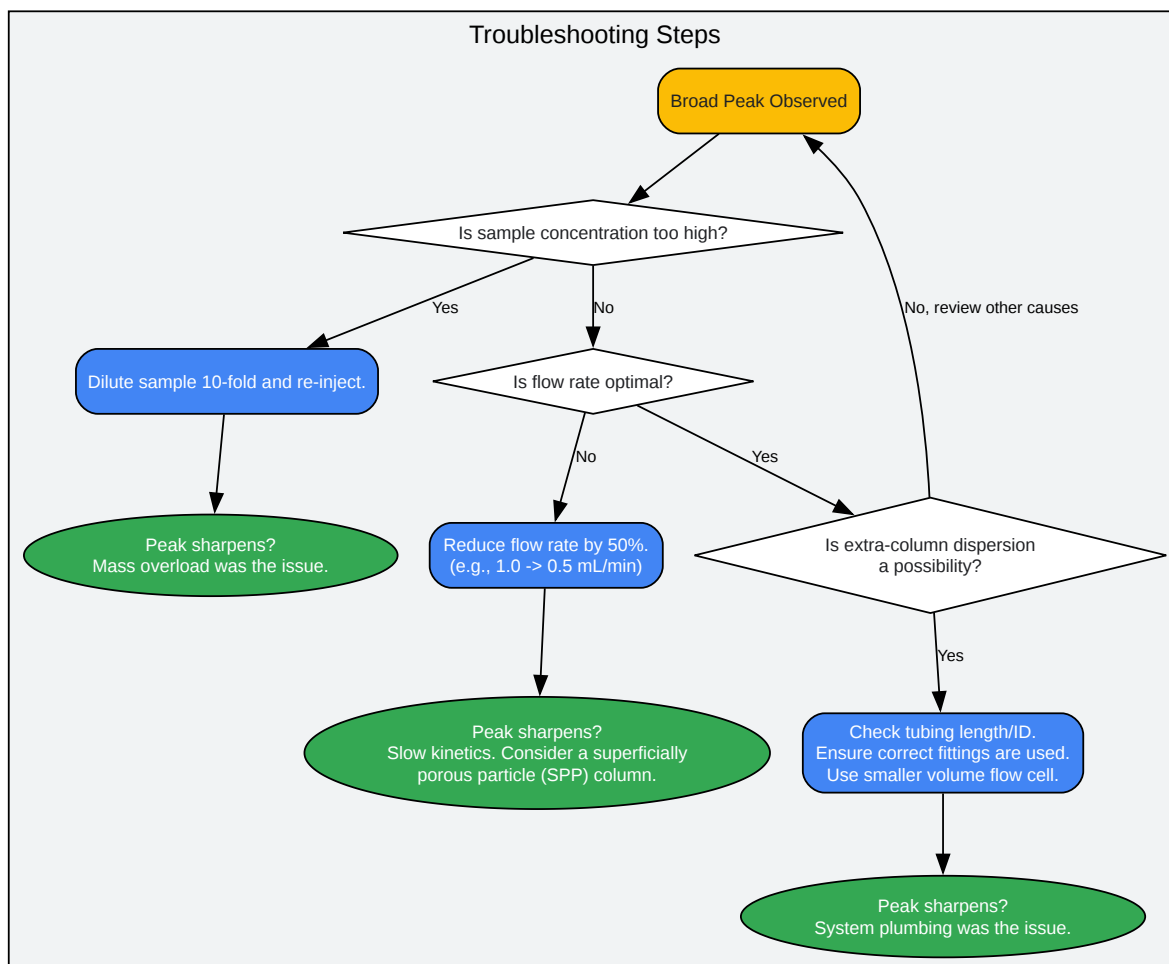 Troubleshooting Steps
Broad Peak Observed
Is sample concentration too high?
Yes
No
No, review other causes
Dilute sample 10-fold and re-inject.
Is flow rate optimal?
No
Yes
Peak sharpens?
Mass overload was the issue.
Reduce flow rate by 50%.
(e.g., 1.0 -> 0.5 mL/min)
Is extra-column dispersion
a possibility?
Yes
Peak sharpens?
Slow kinetics. Consider a superficially
porous particle (SPP) column.
Check tubing length/ID.
Ensure correct fittings are used.
Use smaller volume flow cell.
Peak sharpens?
System plumbing was the issue.